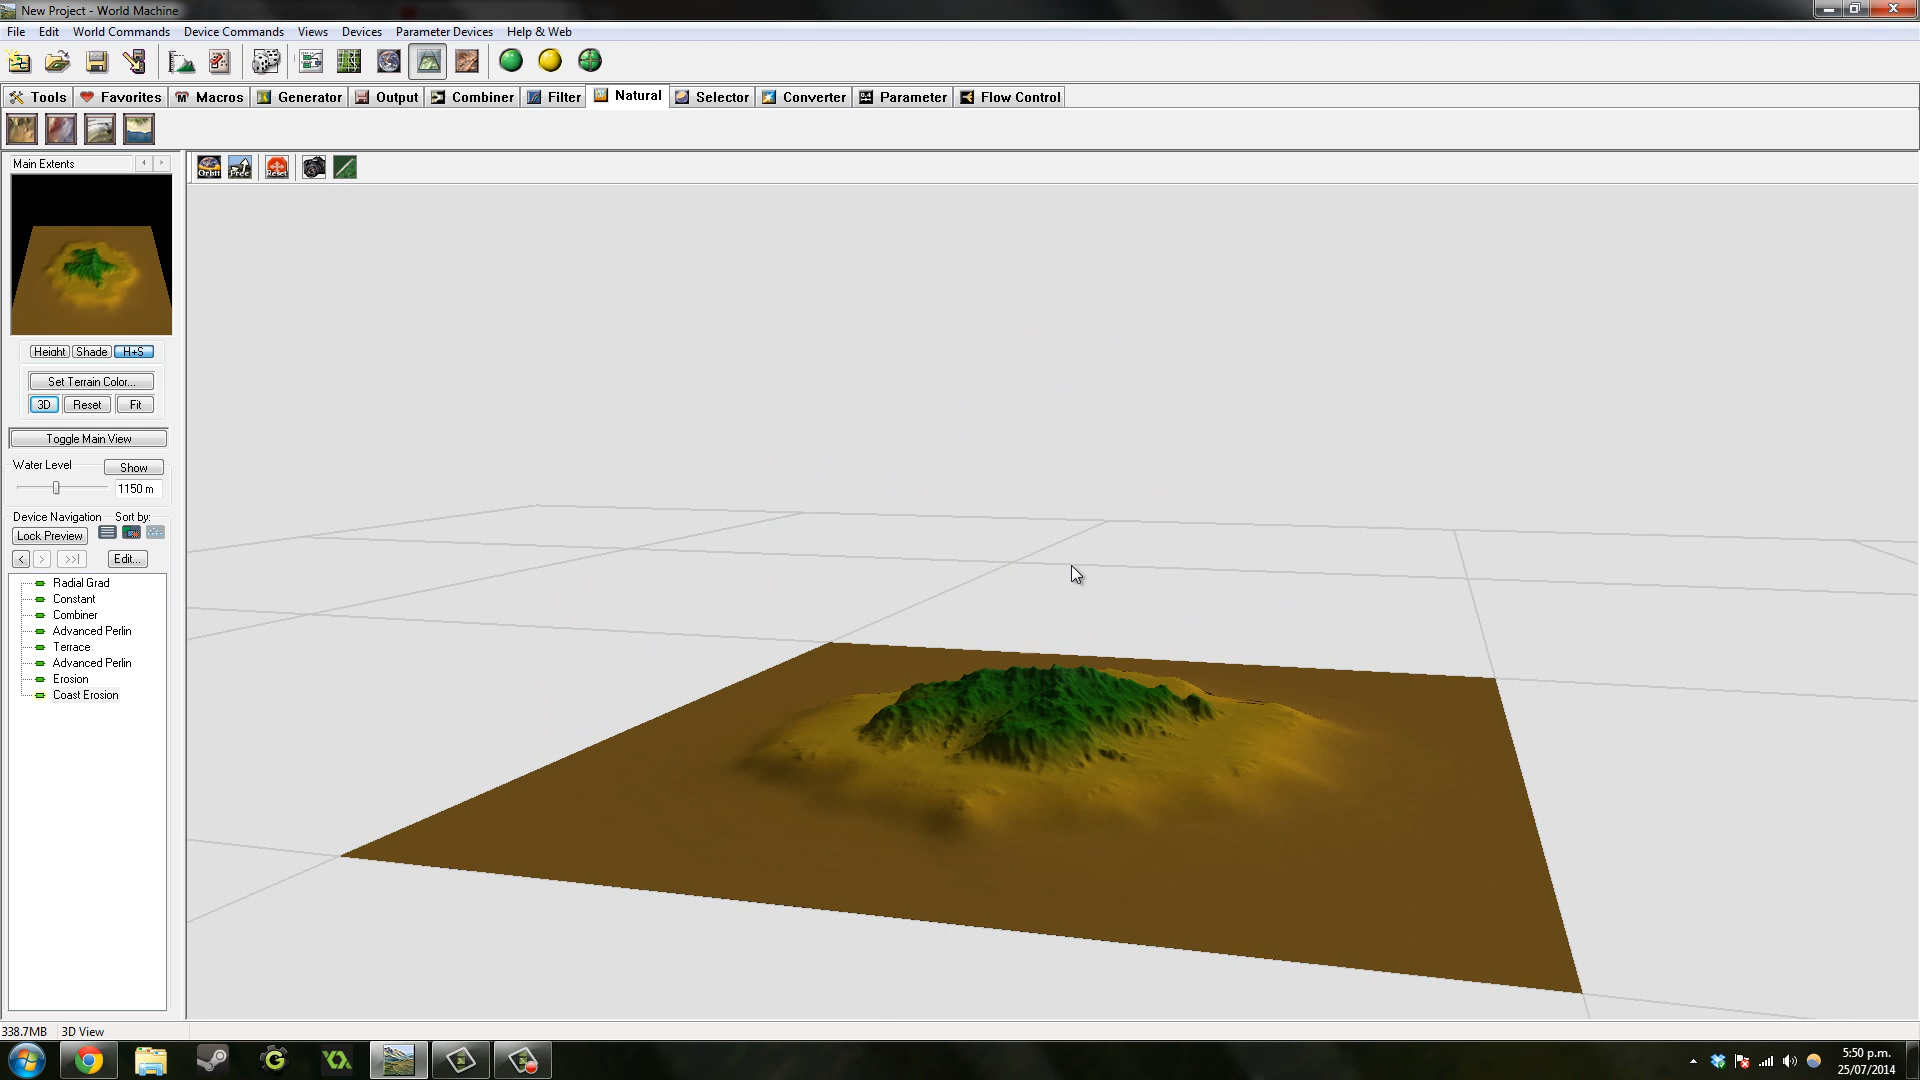 New Project - World Machine
File Edit World Commands Device Commands Views Devices Parameter Devices Help & Web
Tools Favorites Macros Generator Output Combiner Filter Natural Selector Converter Parameter Flow Control
Main Extents
Orbit Free Reset
Height Shade H+S
Set Terrain Color...
3D Reset Fit
Toggle Main View
Water Level Show
1150 m
Device Navigation Sort by:
Lock Preview
< > >>| Edit...
Radial Grad
Constant
Combiner
Advanced Perlin
Terrace
Advanced Perlin
Erosion
Coast Erosion
338.7MB 3D View
5:50 p.m.
25/07/2014